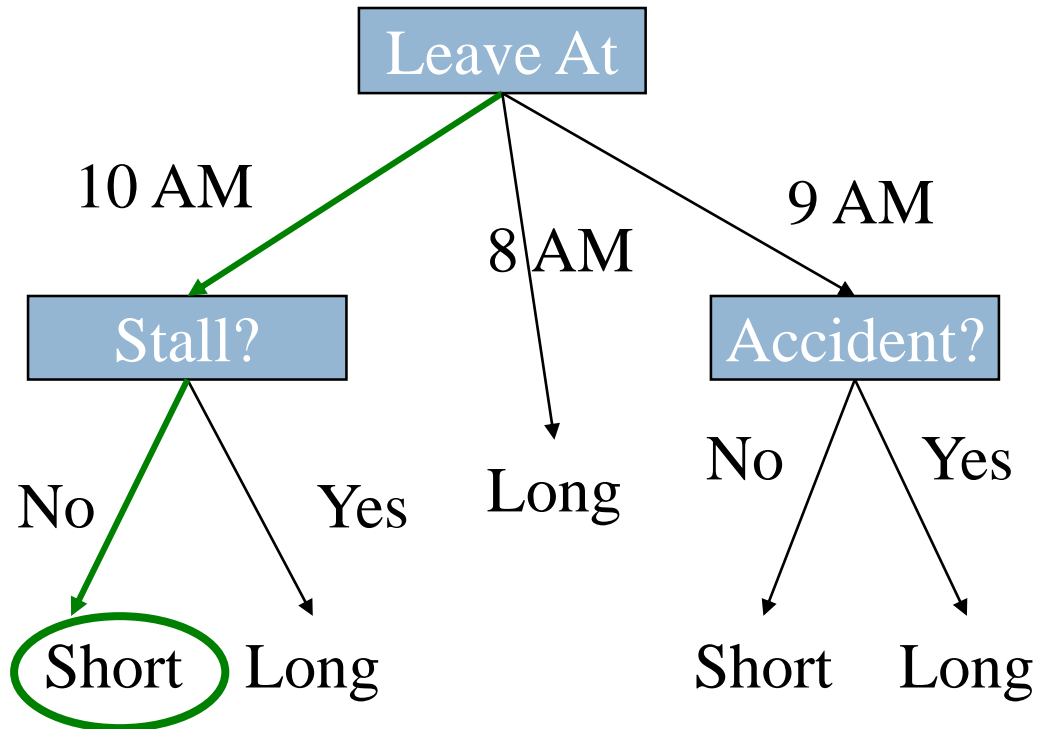 Leave At
10 AM
8 AM
9 AM
Stall?
Accident?
No
Yes
Long
No
Yes
Short
Long
Short
Long